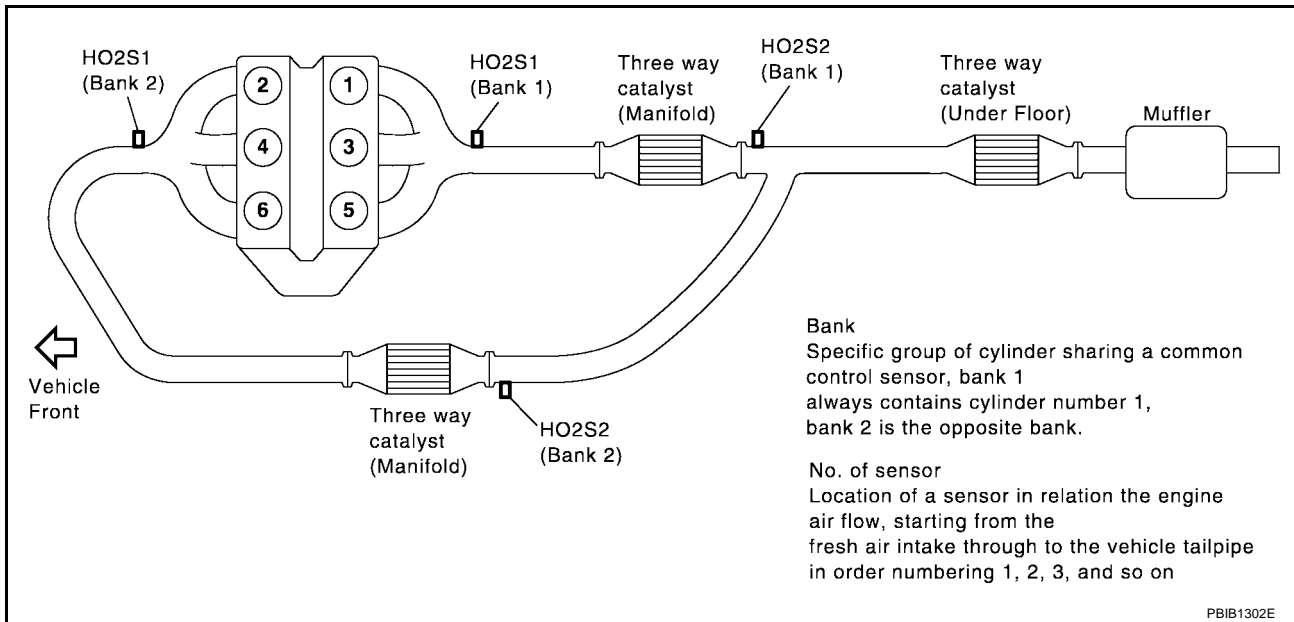 HO2S1
(Bank 2)
2
1
4
3
6
5
HO2S1
(Bank 1)
Three way
catalyst
(Manifold)
HO2S2
(Bank 1)
Three way
catalyst
(Under Floor)
Muffler
Vehicle
Front
Three way
catalyst
(Manifold)
HO2S2
(Bank 2)
Bank
Specific group of cylinder sharing a common
control sensor, bank 1
always contains cylinder number 1,
bank 2 is the opposite bank.
No. of sensor
Location of a sensor in relation the engine
air flow, starting from the
fresh air intake through to the vehicle tailpipe
in order numbering 1, 2, 3, and so on
PBIB1302E